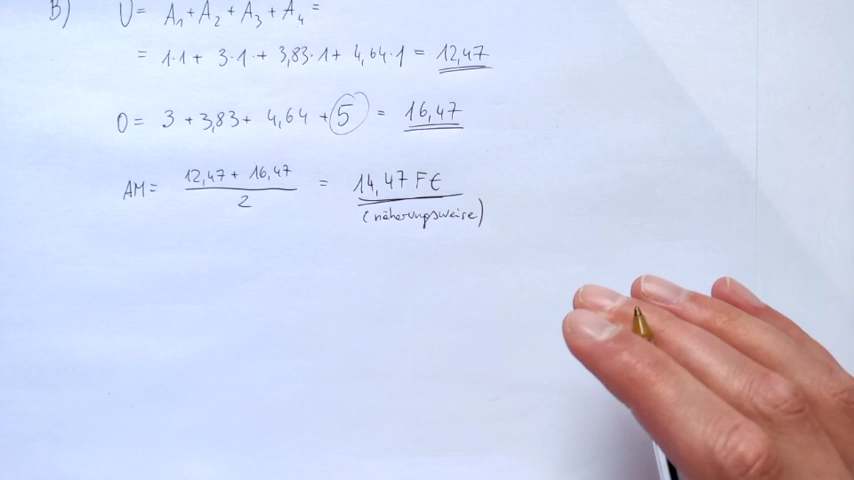 B) U = A₁ + A₂ + A₃ + A₄ =
= 1·1 + 3·1 + 3,83·1 + 4,64·1 = 12,47
O = 3 + 3,83 + 4,64 + 5 = 16,47
AM = (12,47 + 16,47) / 2 = 14,47 FE
(näherungsweise)